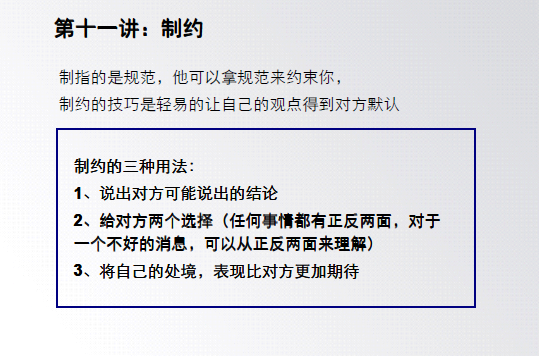 第十一讲：制约
制指的是规范，他可以拿规范来约束你，
制约的技巧是轻易的让自己的观点得到对方默认
制约的三种用法：
1、说出对方可能说出的结论
2、给对方两个选择（任何事情都有正反两面，对于
一个不好的消息，可以从正反两面来理解）
3、将自己的处境，表现比对方更加期待